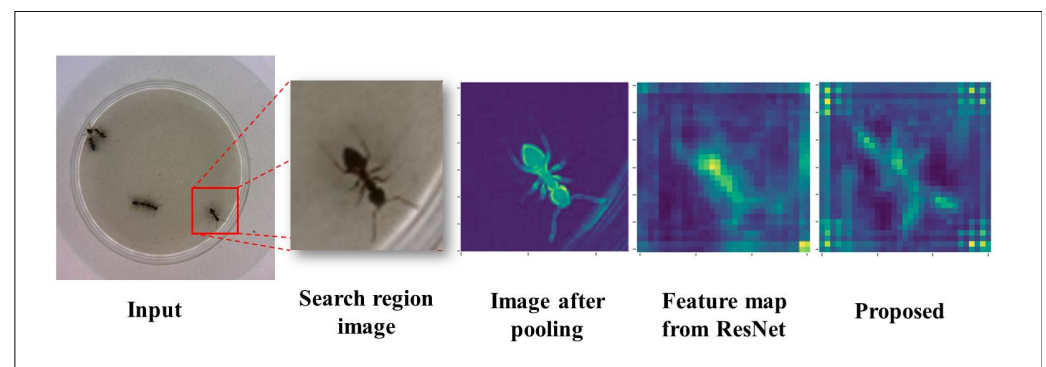 Input
Search region
image
Image after
pooling
Feature map
from ResNet
Proposed